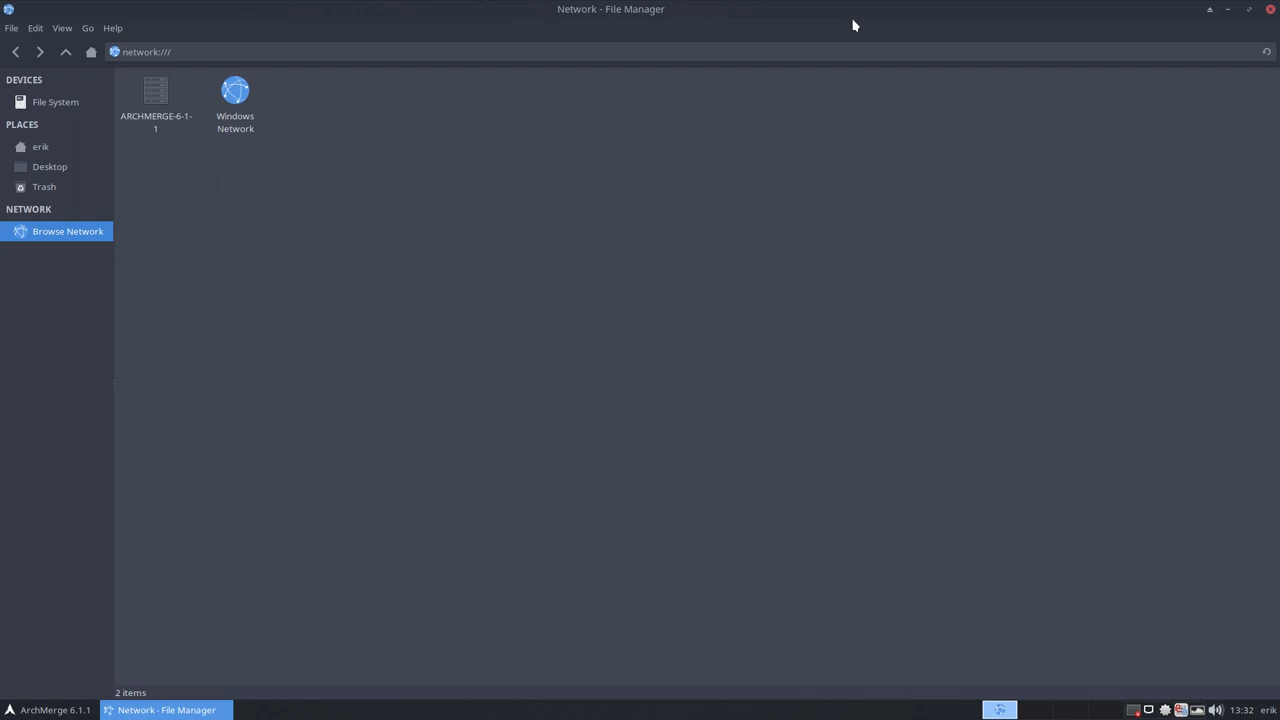 Network - File Manager
File Edit View Go Help
network:///
DEVICES
File System
PLACES
erik
Desktop
Trash
NETWORK
Browse Network
ARCHMERGE-6-1-
1
Windows
Network
2 items
ArchMerge 6.1.1 Network - File Manager 13:32 erik